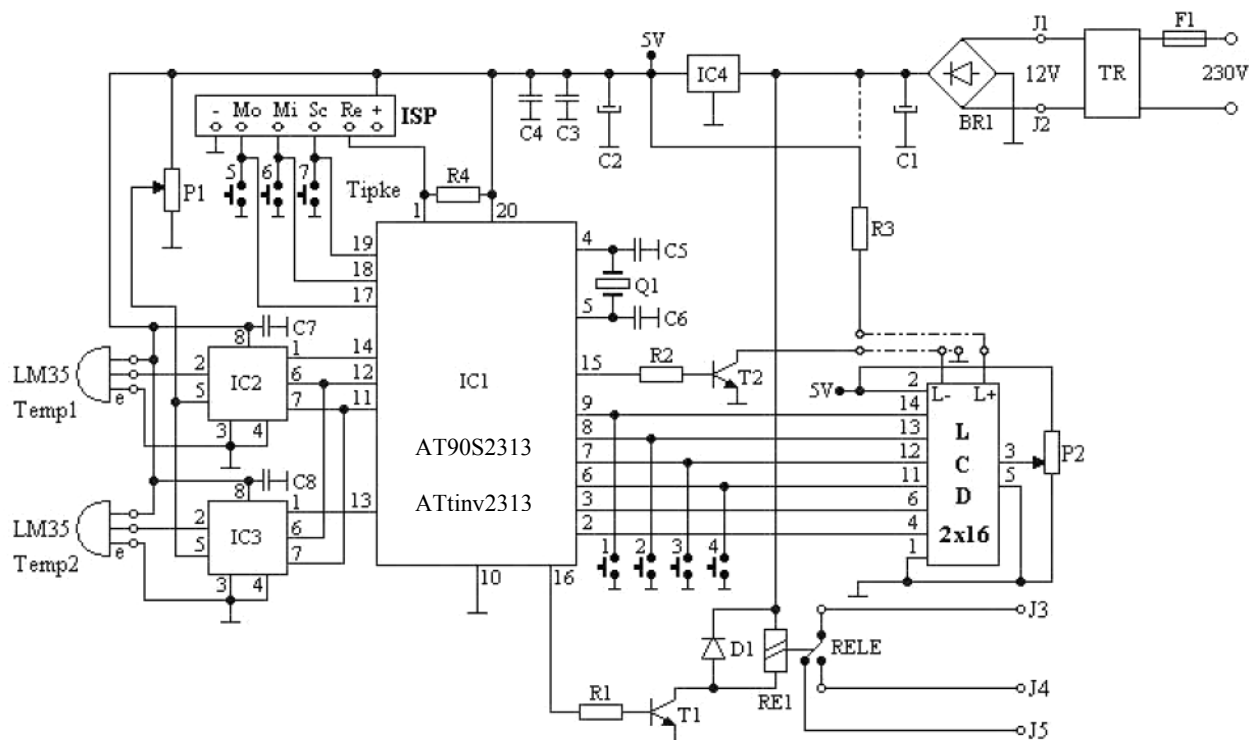 5V
J1
F1
IC4
12V
TR
230V
J2
BR1
- Mo Mi Sc Re +
ISP
C4
C3
C2
C1
5
6
7
Tipke
R4
P1
1
20
R3
19
18
17
4
C5
Q1
5
C6
C7
8
LM35
Temp1
e
2
5
IC2
1
6
7
3
4
14
12
11
IC1
15
R2
T2
5V
2
L-
L+
9
8
7
6
3
2
14
13
12
11
6
4
1
L
C
D
2x16
3
5
P2
AT90S2313
ATtinv2313
C8
8
LM35
Temp2
e
2
5
IC3
1
6
7
3
4
13
10
16
1
2
3
4
J3
D1
RELE
RE1
J4
R1
T1
J5